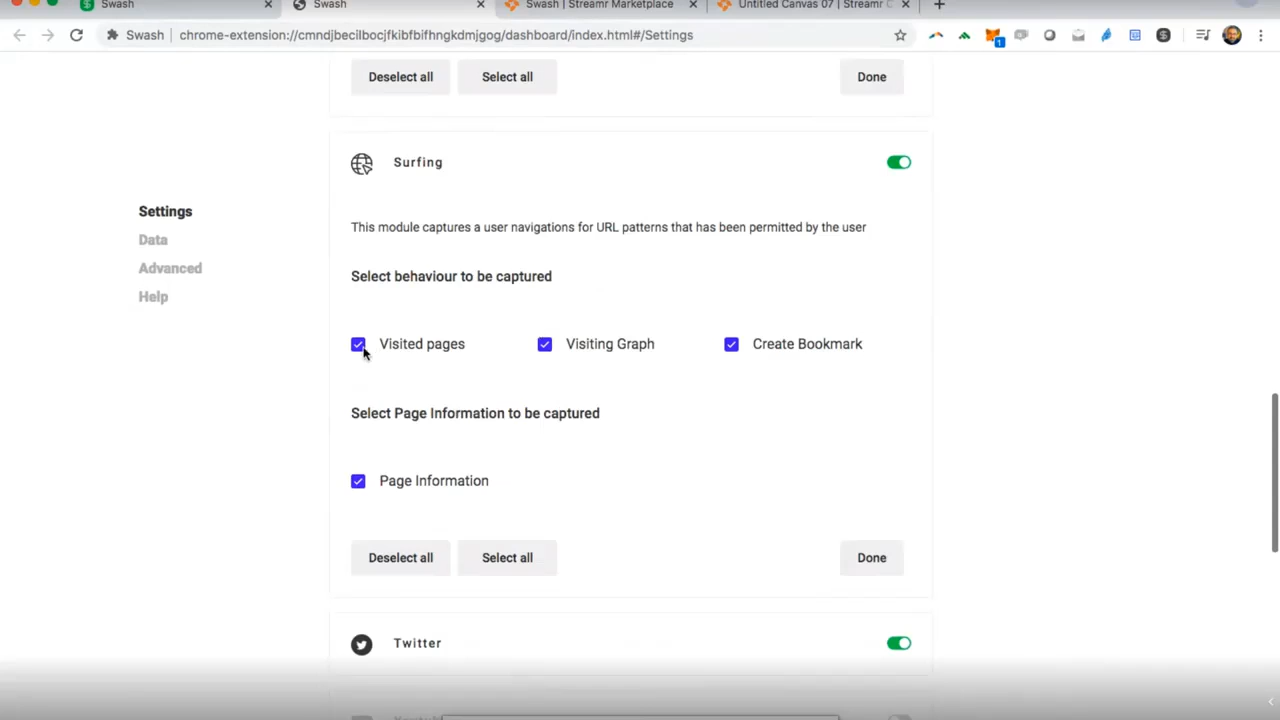 Swash
Swash
Swash | Streamr Marketplace
Untitled Canvas 07 | Streamr C
Swash
chrome-extension://cmndjbecilbocjfkibfbifhngkdmjgog/dashboard/index.html#/Settings
1
Deselect all
Select all
Done
Surfing
This module captures a user navigations for URL patterns that has been permitted by the user
Settings
Data
Advanced
Help
Select behaviour to be captured
Visited pages
Visiting Graph
Create Bookmark
Select Page Information to be captured
Page Information
Deselect all
Select all
Done
Twitter